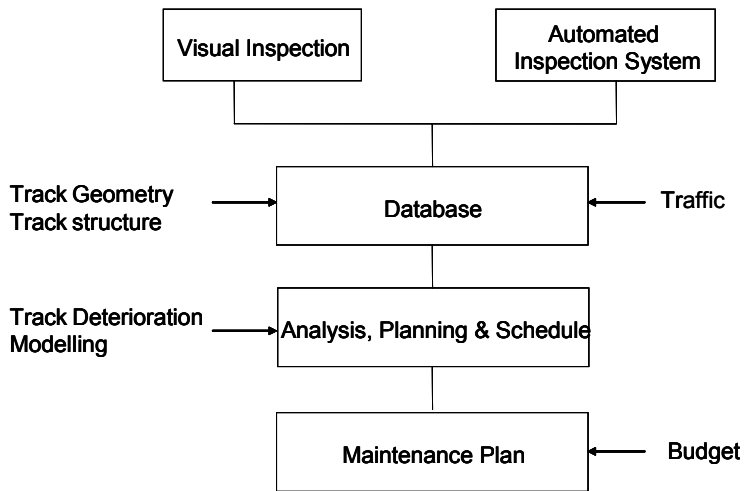 Visual Inspection
Automated
Inspection System
Track Geometry
Track structure
Database
Traffic
Track Deterioration
Modelling
Analysis, Planning & Schedule
Maintenance Plan
Budget